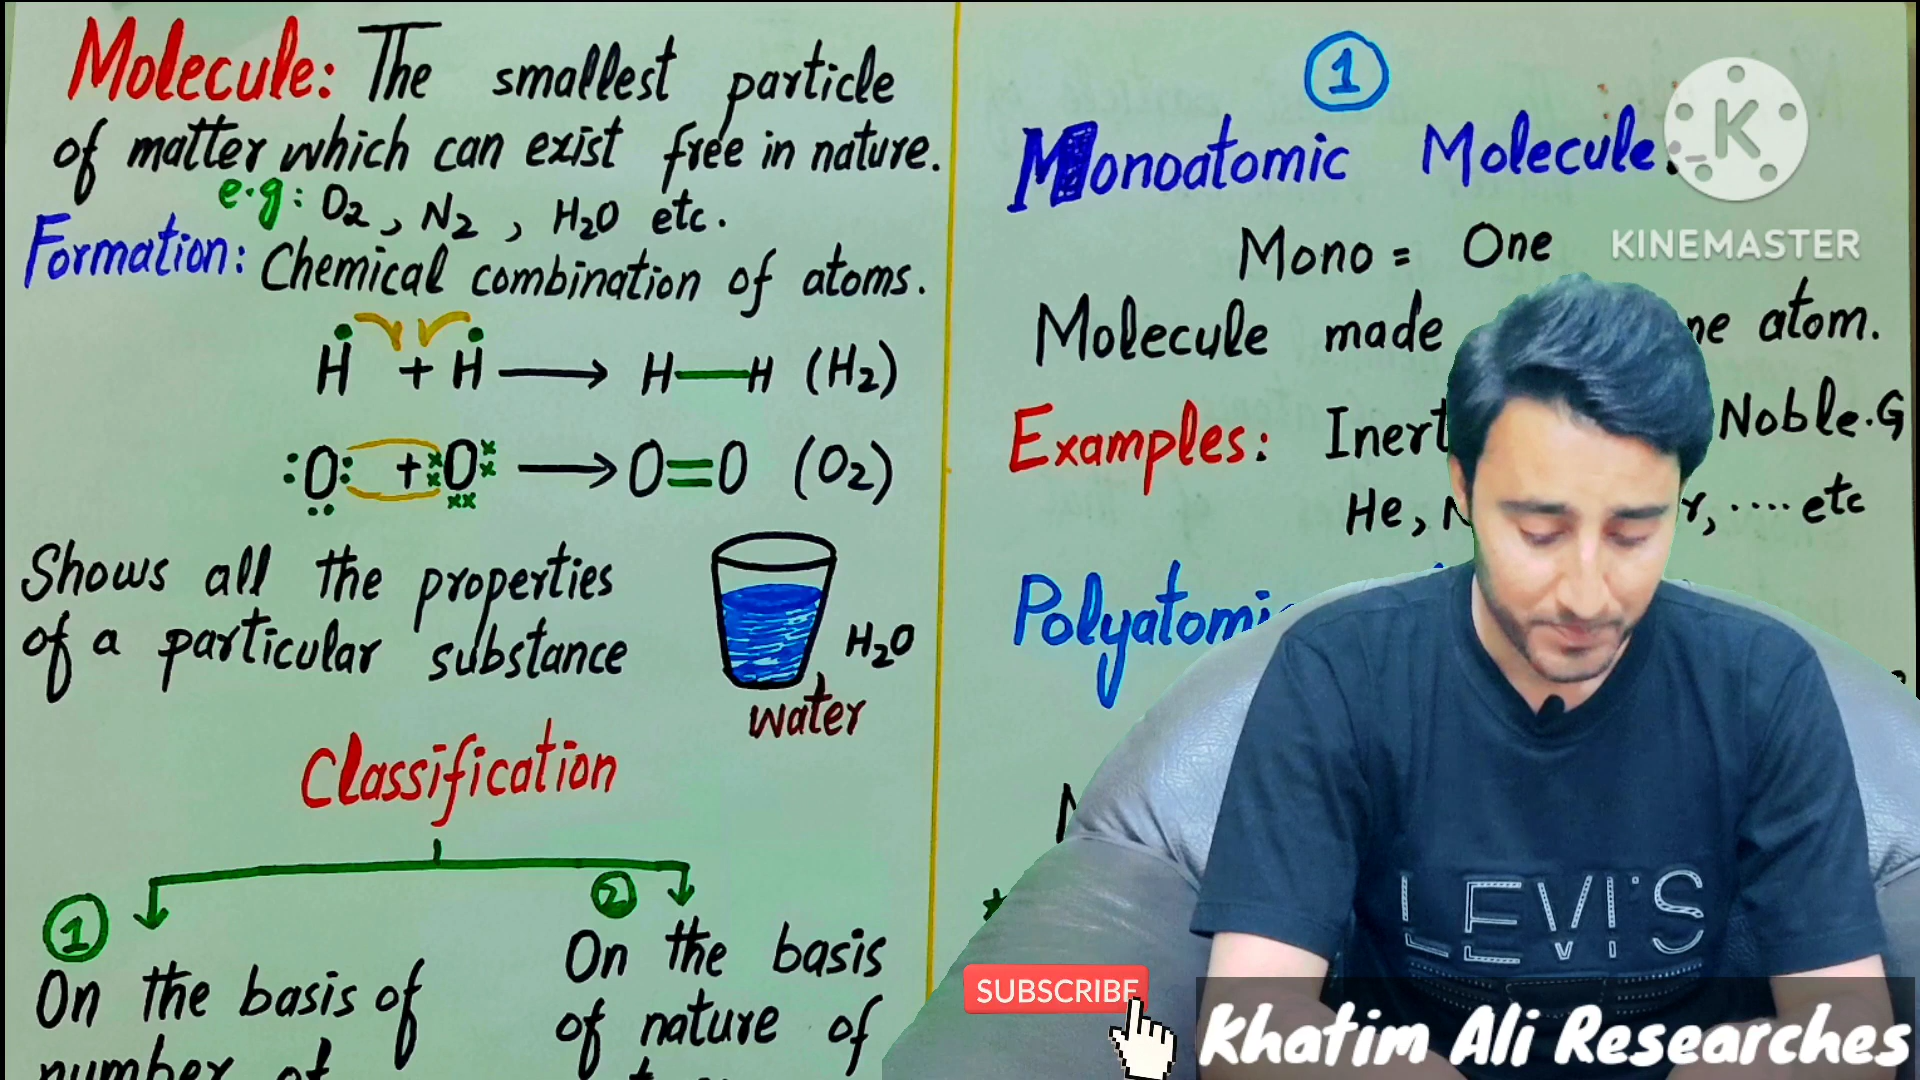 Molecule: The smallest particle
of matter which can exist free in nature.
e.g: O2, N2, H2O etc.
Formation: Chemical combination of atoms.
H + H → H—H (H2)
:O: + O → O=O (O2)
Shows all the properties
of a particular substance
H2O
water
Classification
1
2
On the basis of
number of
On the basis
of nature of
1
Monoatomic Molecule:
Mono = One
Molecule made atom.
Examples: Inert Noble.G
He, ....etc
K
KINEMASTER
LEVI'S
SUBSCRIBE
Khatim Ali Researches